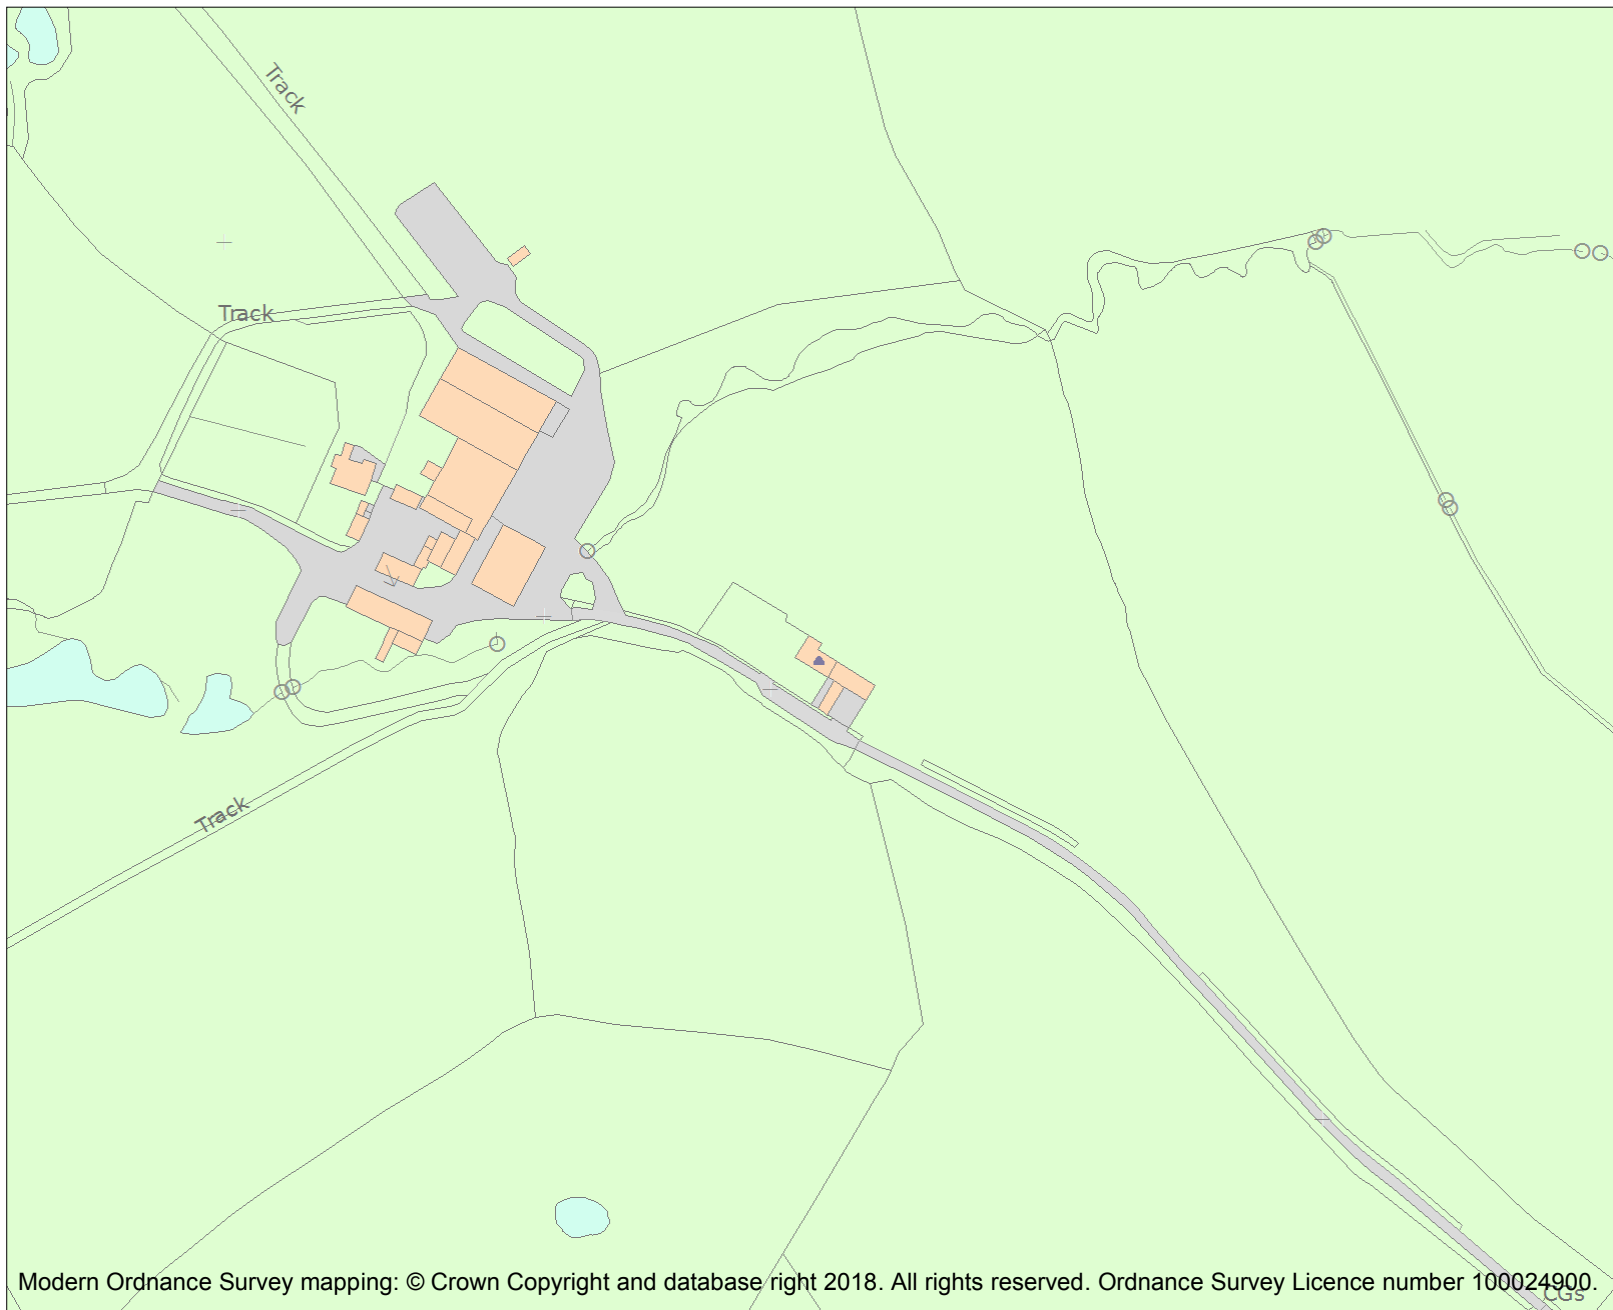 Track
Track
Track
Modern Ordnance Survey mapping: © Crown Copyright and database right 2018. All rights reserved. Ordnance Survey Licence number 100024900.
CGs